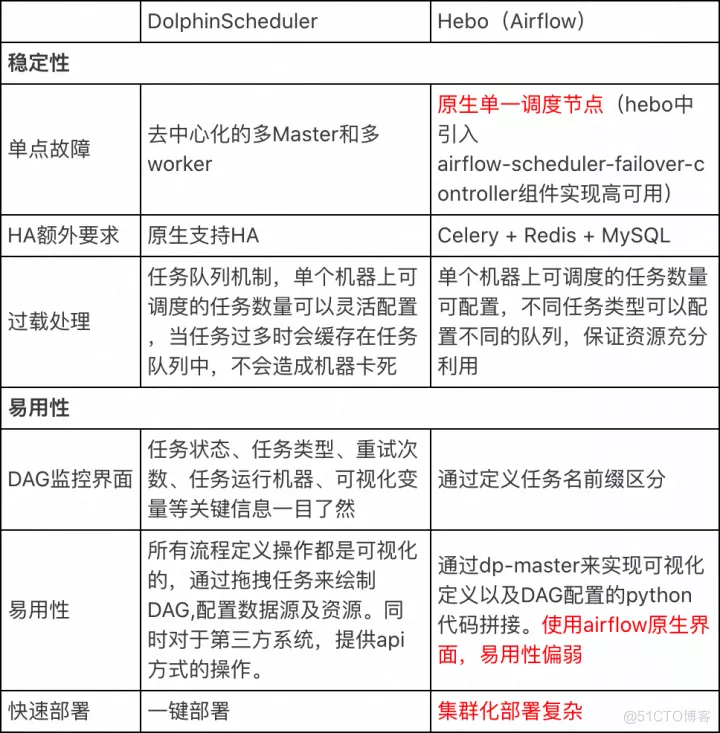 DolphinScheduler
Hebo（Airflow）
稳定性
单点故障
去中心化的多Master和多
worker
原生单一调度节点（hebo中
引入
airflow-scheduler-failover-c
ontroller组件实现高可用）
HA额外要求
原生支持HA
Celery + Redis + MySQL
过载处理
任务队列机制，单个机器上可
调度的任务数量可以灵活配置
，当任务过多时会缓存在任务
队列中，不会造成机器卡死
单个机器上可调度的任务数量
可配置，不同任务类型可以配
置不同的队列，保证资源充分
利用
易用性
DAG监控界面
任务状态、任务类型、重试次
数、任务运行机器、可视化变
量等关键信息一目了然
通过定义任务名前缀区分
易用性
所有流程定义操作都是可视化
的，通过拖拽任务来绘制
DAG,配置数据源及资源。同
时对于第三方系统，提供api
方式的操作。
通过dp-master来实现可视化
定义以及DAG配置的python
代码拼接。使用airflow原生界
面，易用性偏弱
快速部署
一键部署
集群化部署复杂
@51CTO博客